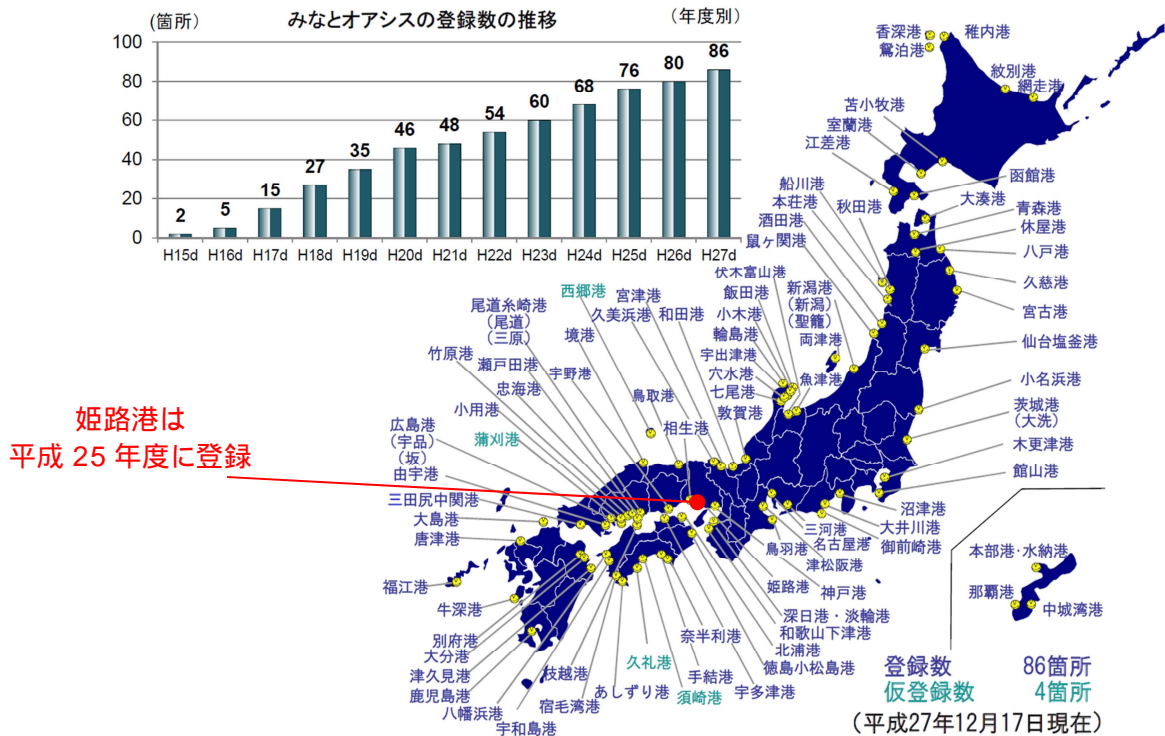 (箇所)
みなとオアシスの登録数の推移
(年度別)
100
80
60
40
20
0
2
5
15
27
35
46
48
54
60
68
76
80
86
H15d
H16d
H17d
H18d
H19d
H20d
H21d
H22d
H23d
H24d
H25d
H26d
H27d
香深港
稚内港
鴛泊港
紋別港
網走港
苫小牧港
室蘭港
江差港
函館港
船川港
本荘港
秋田港
大湊港
酒田港
青森港
休屋港
鼠ヶ関港
八戸港
久慈港
宮古港
仙台塩釜港
小名浜港
茨城港
(大洗)
木更津港
館山港
伏木富山港
飯田港
新潟港
(新潟)
(聖籠)
小木港
輪島港
両津港
宇出津港
穴水港
魚津港
七尾港
敦賀港
西郷港
宮津港
久美浜港
和田港
尾道糸崎港
(尾道)
(三原)
境港
竹原港
瀬戸田港
宇野港
忠海港
鳥取港
小用港
相生港
広島港
(宇品)
(坂)
蒲刈港
由宇港
三田尻中関港
大島港
唐津港
福江港
牛深港
別府港
大分港
津久見港
鹿児島港
八幡浜港
宇和島港
枝越港
宿毛湾港
あしずり港
久礼港
須崎港
手結港
奈半利港
宇多津港
徳島小松島港
北浦港
和歌山下津港
深日港・淡輪港
神戸港
姫路港
津松阪港
鳥羽港
名古屋港
三河港
御前崎港
大井川港
沼津港
姫路港は
平成 25 年度に登録
本部港・水納港
那覇港
中城湾港
登録数 86箇所
仮登録数 4箇所
(平成27年12月17日現在)